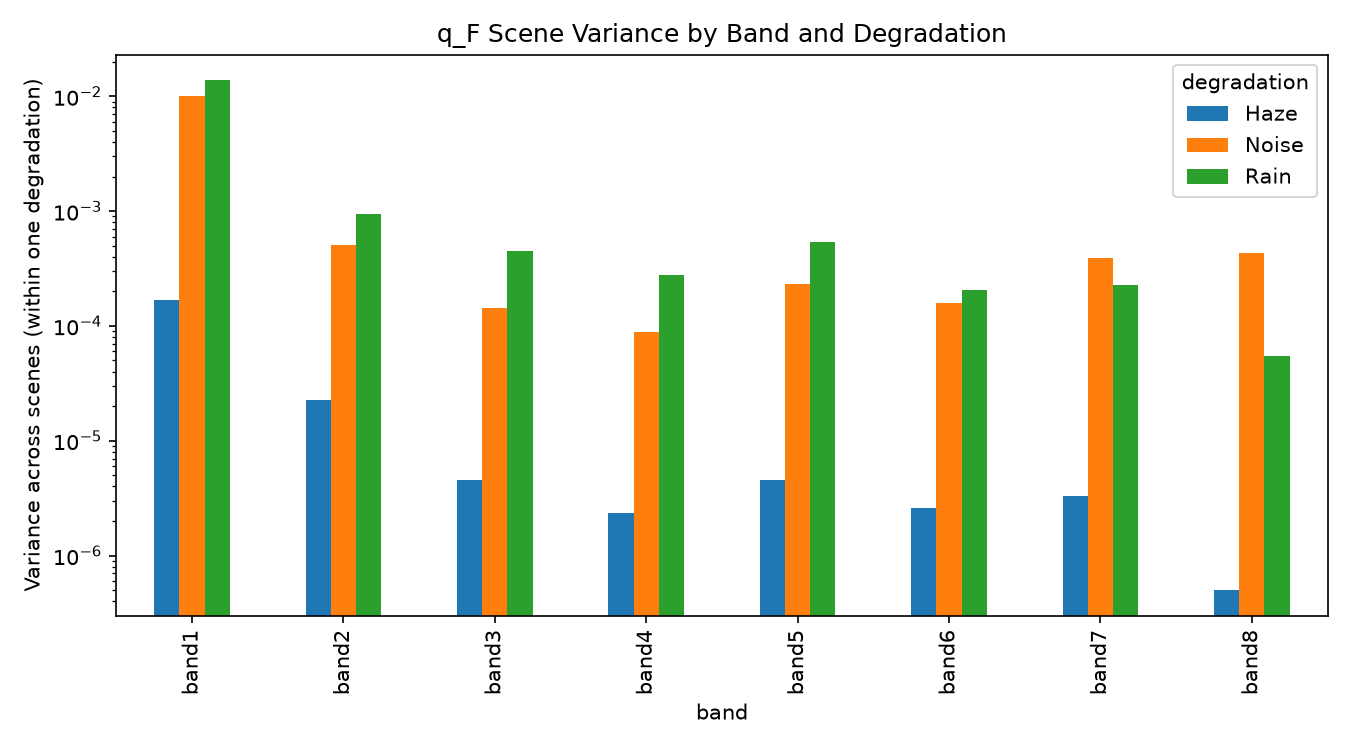 q_F Scene Variance by Band and Degradation
Variance across scenes (within one degradation)
10⁻²
10⁻³
10⁻⁴
10⁻⁵
10⁻⁶
degradation
Haze
Noise
Rain
band1
band2
band3
band4
band5
band6
band7
band8
band